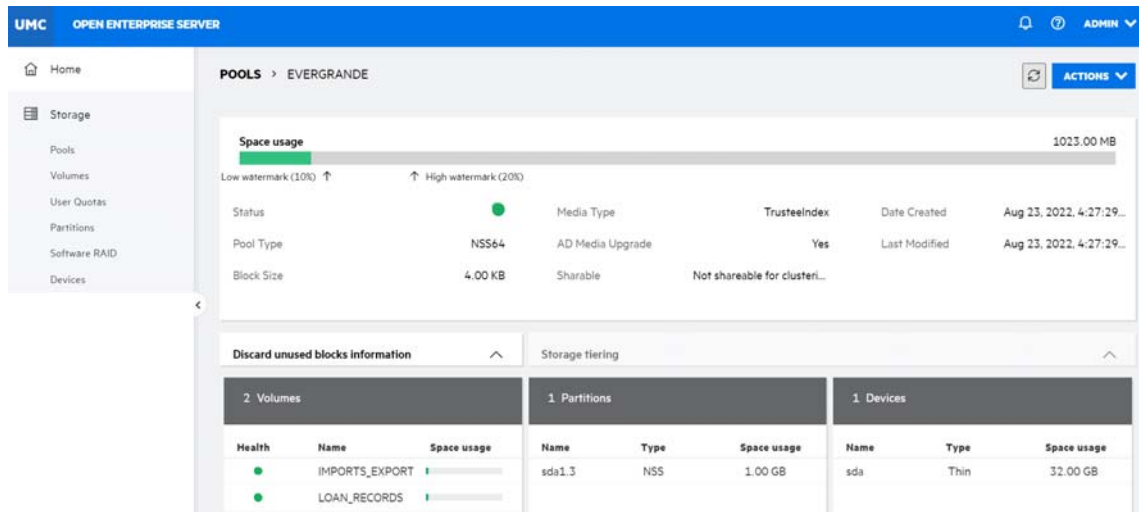 UMC OPEN ENTERPRISE SERVER ADMIN
Home
POOLS > EVERGRANDE
ACTIONS
Storage
Pools
Volumes
User Quotas
Partitions
Software RAID
Devices
Space usage 1023.00 MB
Low watermark (10%) ↑ ↑ High watermark (20%)
Status Media Type TrusteeIndex Date Created Aug 23, 2022, 4:27:29...
Pool Type NSS64 AD Media Upgrade Yes Last Modified Aug 23, 2022, 4:27:29...
Block Size 4.00 KB Sharable Not shareable for clusteri...
Discard unused blocks information Storage tiering
2 Volumes 1 Partitions 1 Devices
Health Name Space usage Name Type Space usage Name Type Space usage
IMPORTS_EXPORT sda1.3 NSS 1.00 GB sda Thin 32.00 GB
LOAN_RECORDS